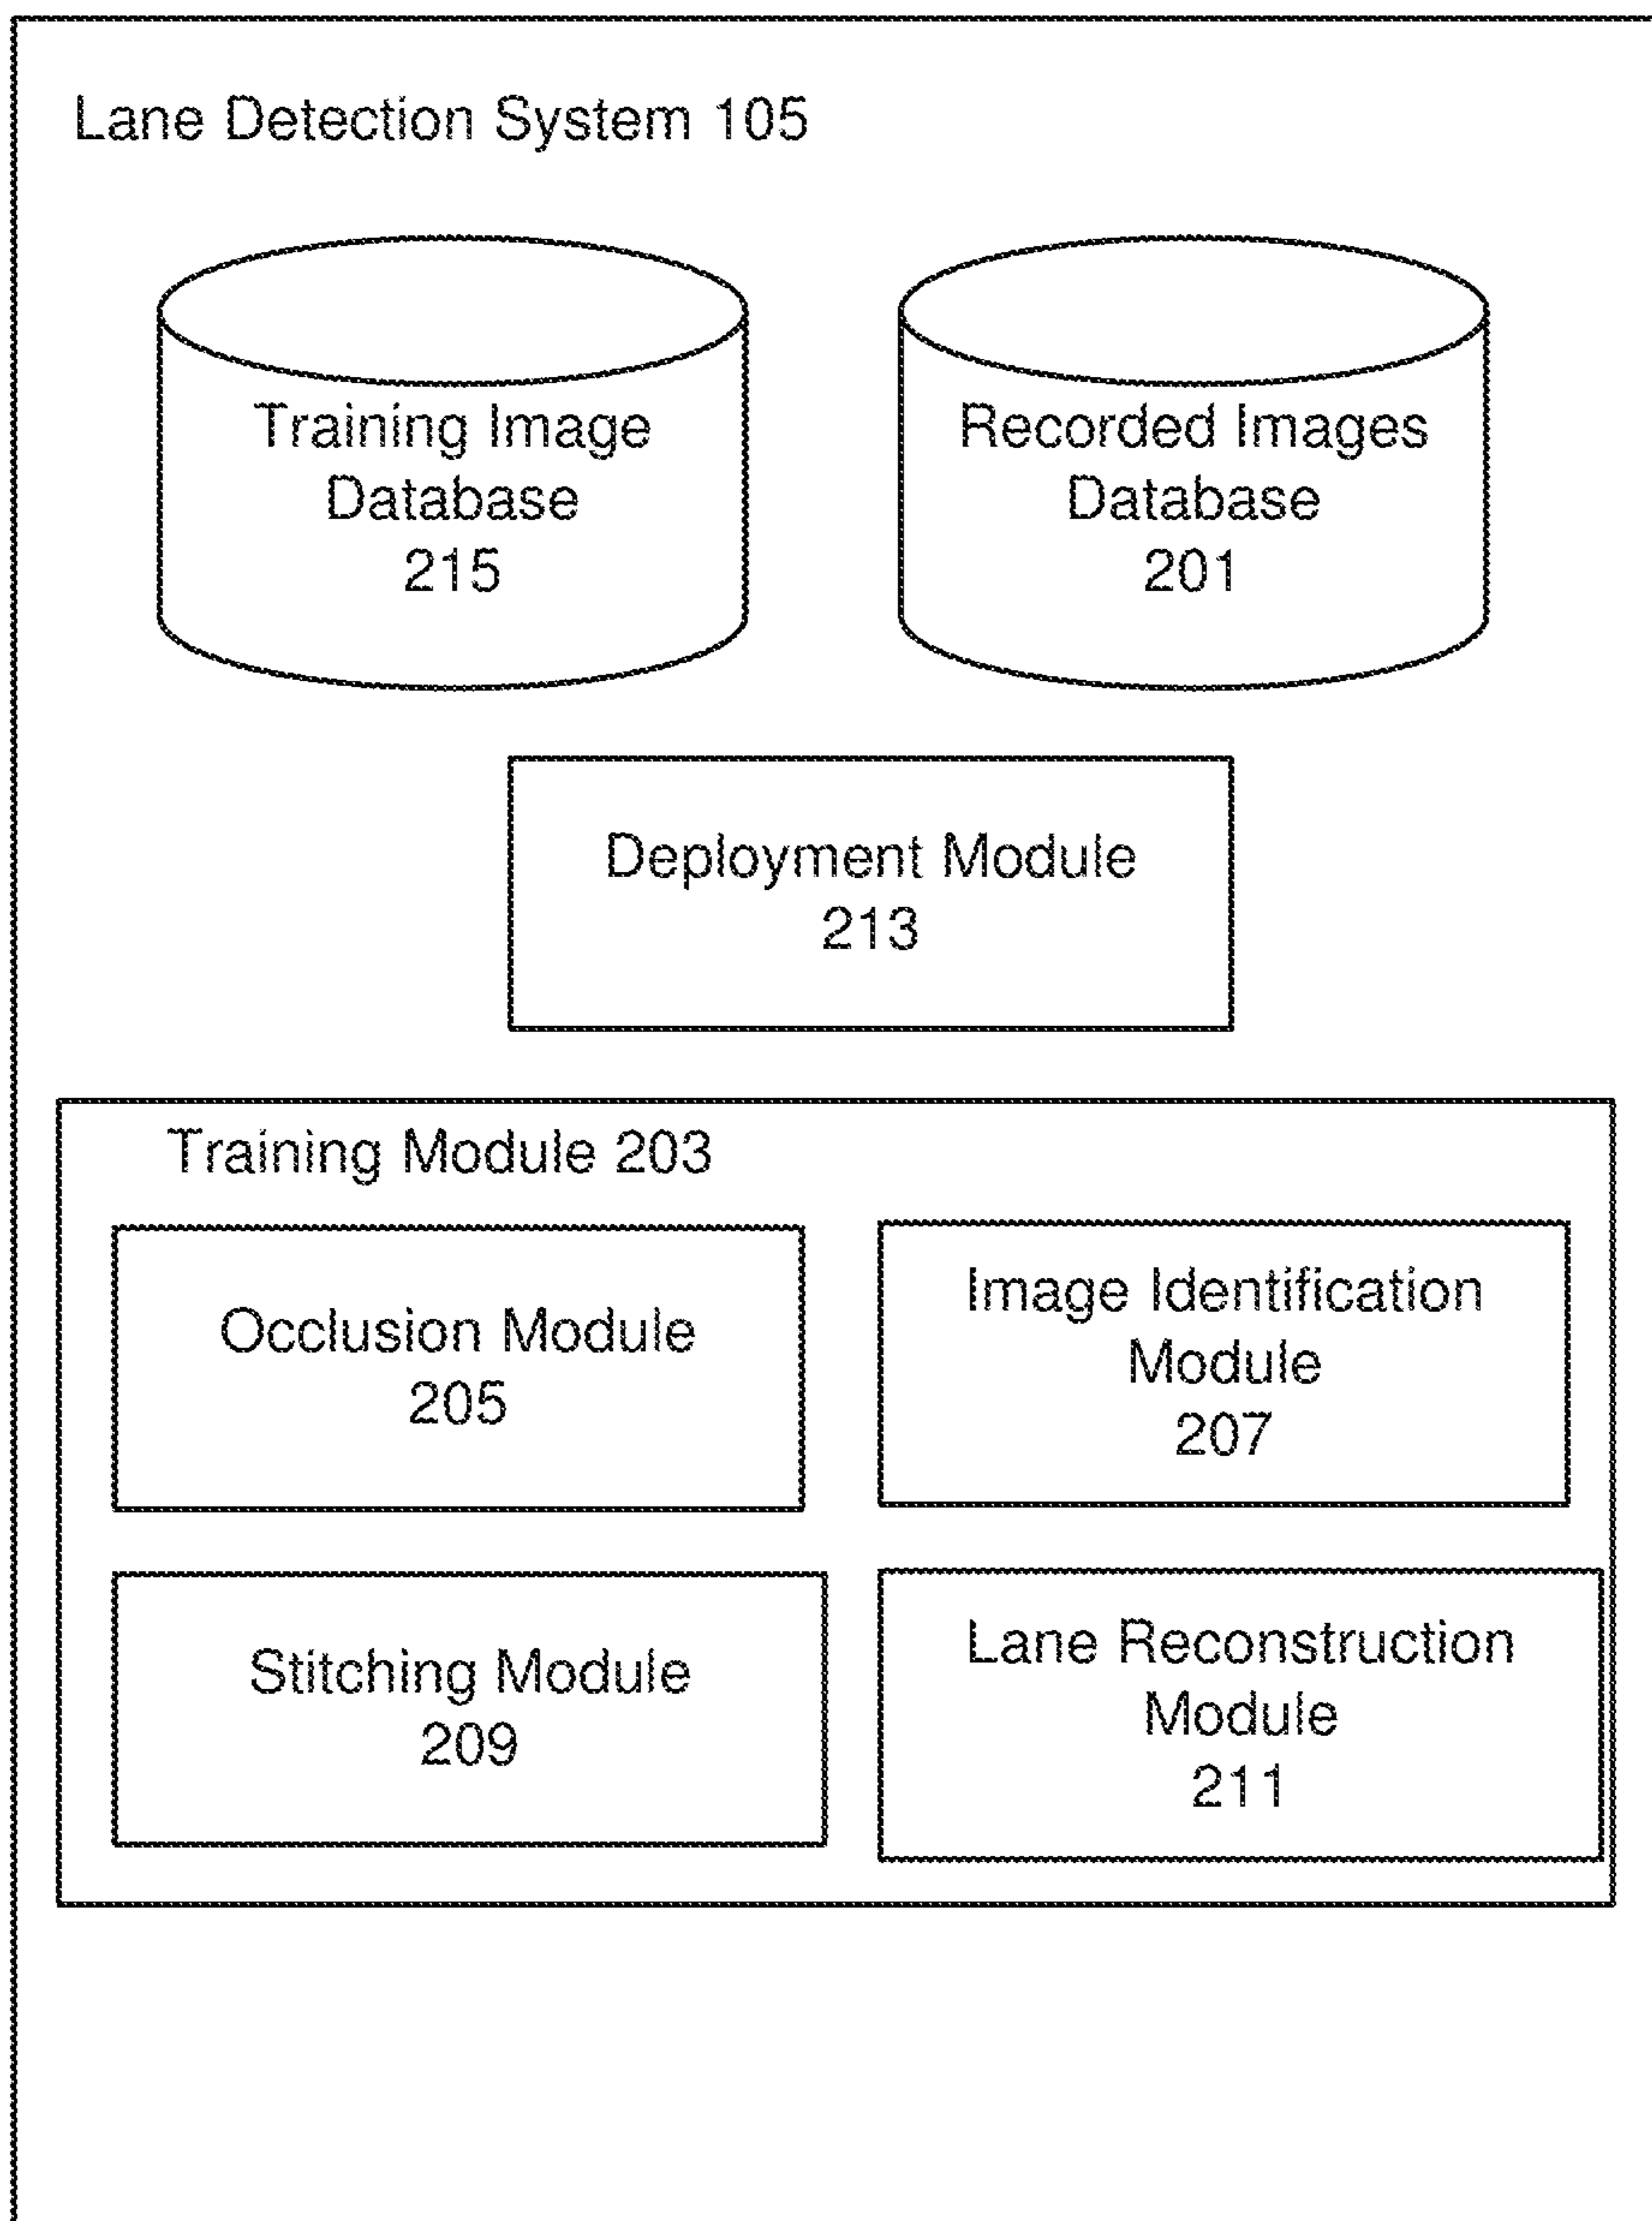 Lane Detection System 105
Training Image
Database
215
Recorded Images
Database
201
Deployment Module
213
Training Module 203
Occlusion Module
205
Image Identification
Module
207
Stitching Module
209
Lane Reconstruction
Module
211